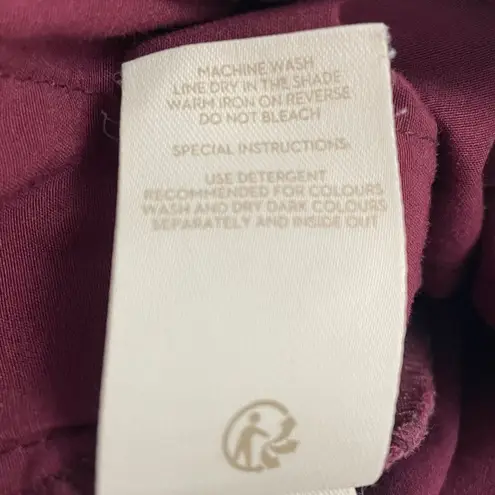 MACHINE WASH
LINE DRY IN THE SHADE
WARM IRON ON REVERSE
DO NOT BLEACH
SPECIAL INSTRUCTIONS:
USE DETERGENT
RECOMMENDED FOR COLOURS
WASH AND DRY DARK COLOURS
SEPARATELY AND INSIDE OUT